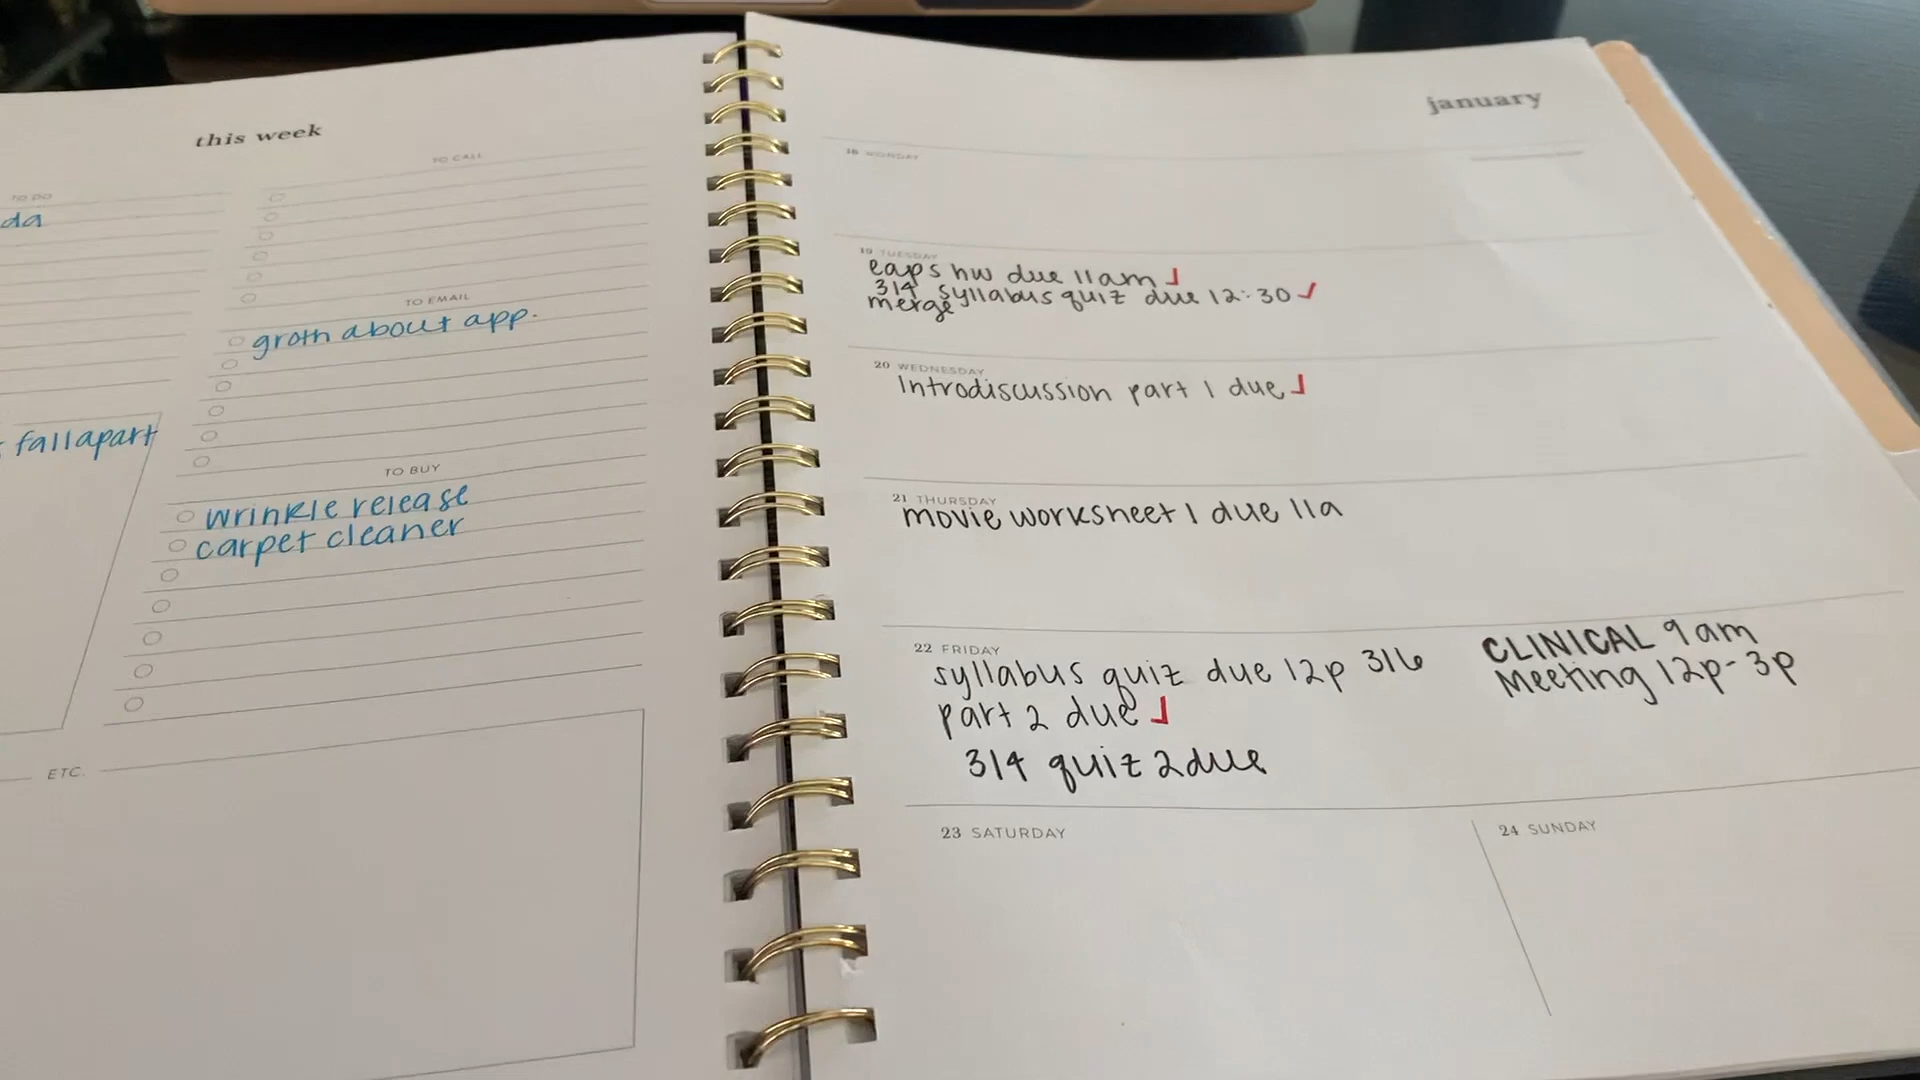 this week
TO DO
da
fallapart
TO CALL
TO EMAIL
groth about app.
TO BUY
wrinkle release
carpet cleaner
ETC.
january
18 MONDAY
19 TUESDAY
eaps hw due 11am
314 syllabus quiz due 12:30
merge
20 WEDNESDAY
Introdiscussion part 1 due
21 THURSDAY
movie worksheet 1 due 11a
22 FRIDAY
syllabus quiz due 12p 316
part 2 due
314 quiz 2 due
CLINICAL 9am
Meeting 12p-3p
23 SATURDAY
24 SUNDAY